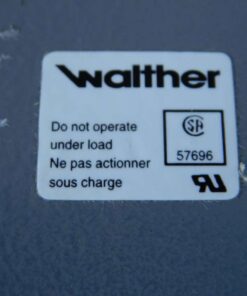 Walther
Do not operate
under load
Ne pas actionner
sous charge
57696